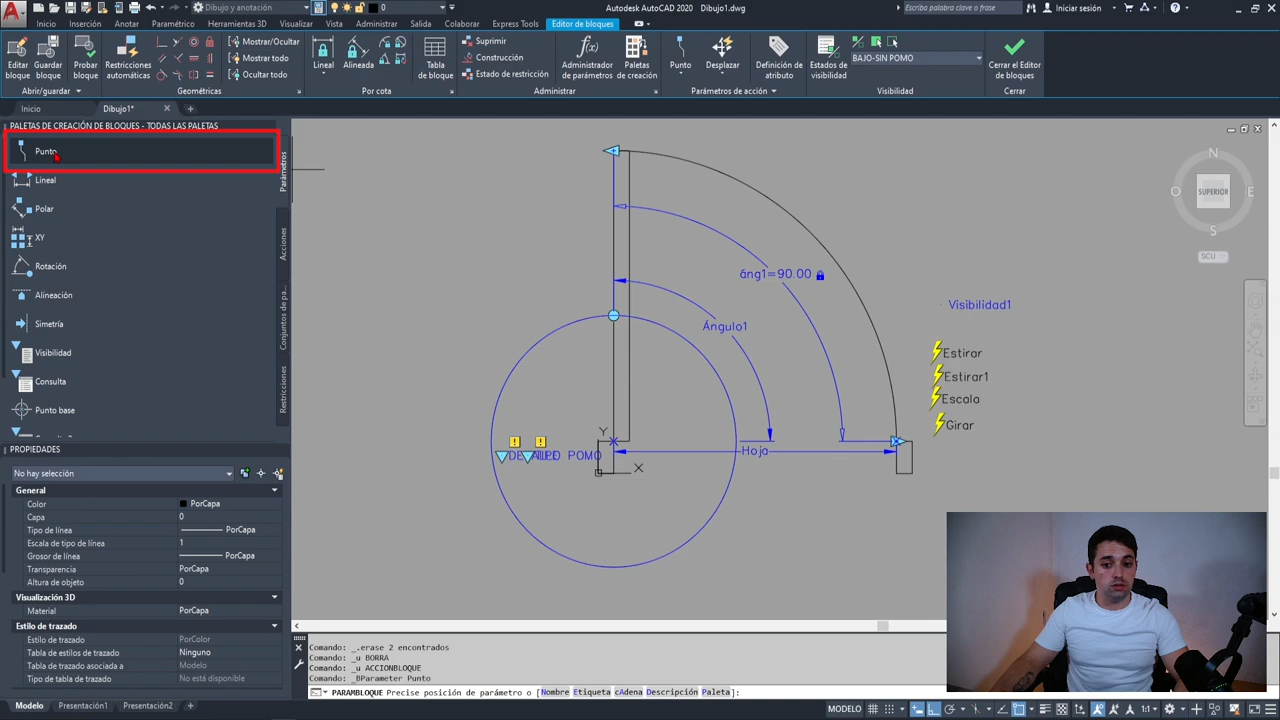 Dibujo y anotación
0
Autodesk AutoCAD 2020 Dibujo1.dwg
Escriba palabra clave o frase
Iniciar sesión
Inicio Insertar Anotar Paramétrico Herramientas 3D Visualizar Vista Administrar Salida Colaborar Express Tools Editor de bloques
Editar bloque
Guardar bloque
Probar bloque
Restricciones automáticas
Mostrar/Ocultar
Mostrar todo
Ocultar todo
Lineal
Alineada
Tabla de bloque
Suprimir
Construcción
Estado de restricción
Administrador de parámetros
Paletas de creación
Punto
Desplazar
Definición de atributo
Estados de visibilidad
BAJO-SIN POMO
Cerrar el Editor de bloques
Abrir/guardar
Geométricas
Por cota
Administrar
Parámetros de acción
Visibilidad
Cerrar
Inicio
Dibujo1*
PALETAS DE CREACIÓN DE BLOQUES - TODAS LAS PALETAS
Punto
Lineal
Polar
XY
Rotación
Alineación
Simetría
Visibilidad
Consulta
Punto base
Parámetros
Acciones
Conjuntos de pa...
Restricciones
PROPIEDADES
No hay selección
General
Color PorCapa
Capa 0
Tipo de línea PorCapa
Escala de tipo de línea 1
Grosor de línea PorCapa
Transparencia PorCapa
Altura de objeto 0
Visualización 3D
Material PorCapa
Estilo de trazado
Estilo de trazado PorColor
Tabla de estilos de trazado Ninguno
Tabla de trazado asociada a Modelo
Tipo de tabla de trazado No está disponible
áng1=90.00
Ángulo1
Hoja
Y
X
POMO
Visibilidad1
Estirar
Estirar1
Escala
Girar
N
O
SUPERIOR
E
S
SCU
Comando: _.erase 2 encontrados
Comando: _u BORRA
Comando: _u ACCIONBLOQUE
Comando: _BParameter Punto
PARAMBLOQUE Precise posición de parámetro o [Nombre Etiqueta cAdena Descripción Paleta]:
Modelo Presentación1 Presentación2
MODELO
1:1